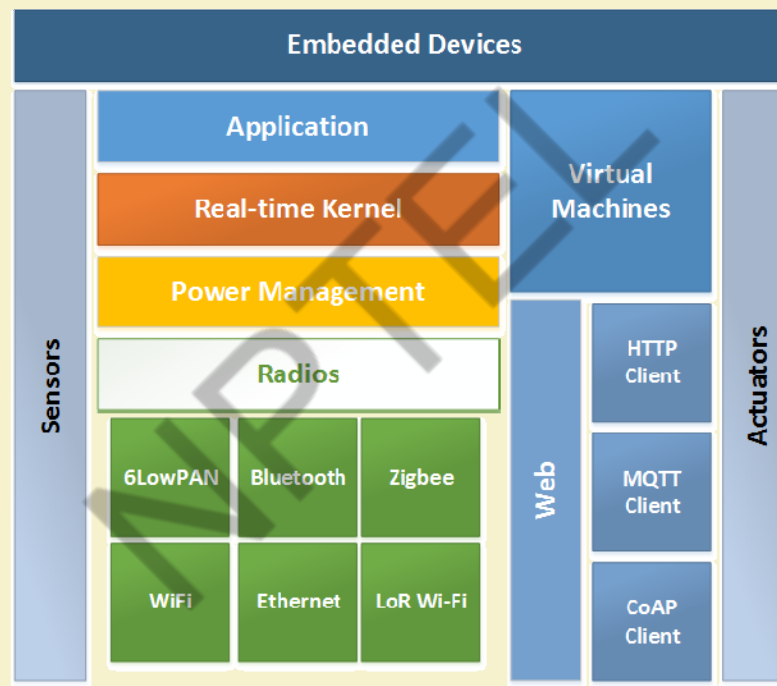 Embedded Devices
Sensors
Application
Real-time Kernel
Power Management
Radios
6LowPAN
Bluetooth
Zigbee
WiFi
Ethernet
LoR Wi-Fi
Virtual
Machines
Web
HTTP
Client
MQTT
Client
CoAP
Client
Actuators
NPTEL